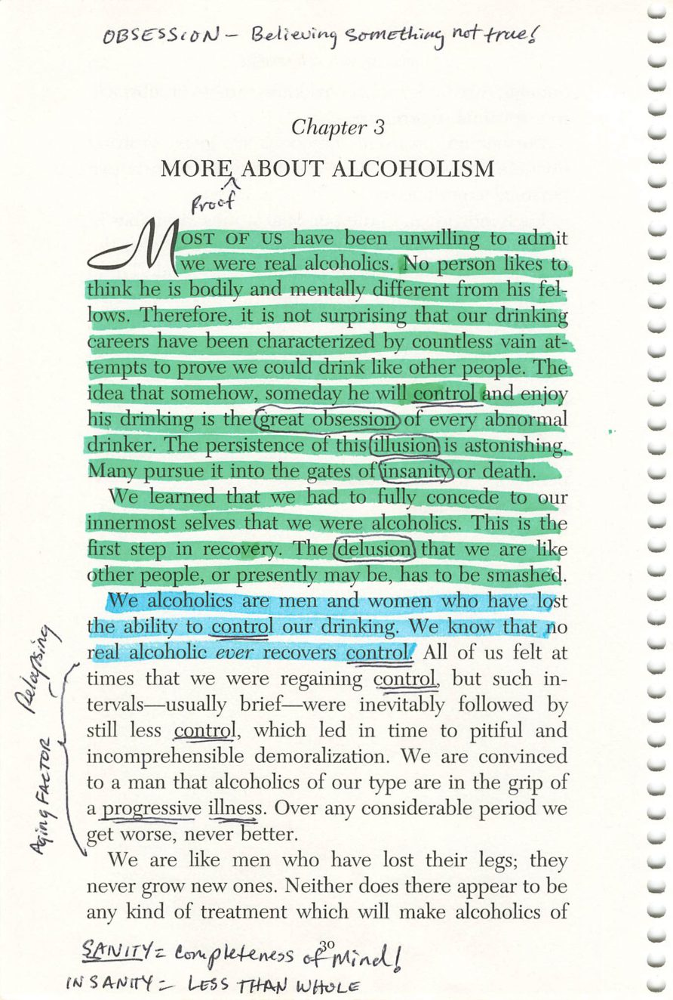 OBSESSION - Believing Something not true!
Chapter 3
MORE ABOUT ALCOHOLISM
^
Proof
MOST OF US have been unwilling to admit
we were real alcoholics. No person likes to
think he is bodily and mentally different from his fel-
lows. Therefore, it is not surprising that our drinking
careers have been characterized by countless vain at-
tempts to prove we could drink like other people. The
idea that somehow, someday he will control and enjoy
his drinking is the great obsession of every abnormal
drinker. The persistence of this illusion is astonishing.
Many pursue it into the gates of insanity or death.
We learned that we had to fully concede to our
innermost selves that we were alcoholics. This is the
first step in recovery. The delusion that we are like
other people, or presently may be, has to be smashed.
We alcoholics are men and women who have lost
the ability to control our drinking. We know that no
real alcoholic ever recovers control. All of us felt at
times that we were regaining control, but such in-
tervals—usually brief—were inevitably followed by
still less control, which led in time to pitiful and
incomprehensible demoralization. We are convinced
to a man that alcoholics of our type are in the grip of
a progressive illness. Over any considerable period we
get worse, never better.
Relapsing
Aging FACTOR
We are like men who have lost their legs; they
never grow new ones. Neither does there appear to be
any kind of treatment which will make alcoholics of
30
SANITY = Completeness of Mind!
INSANITY = LESS THAN WHOLE